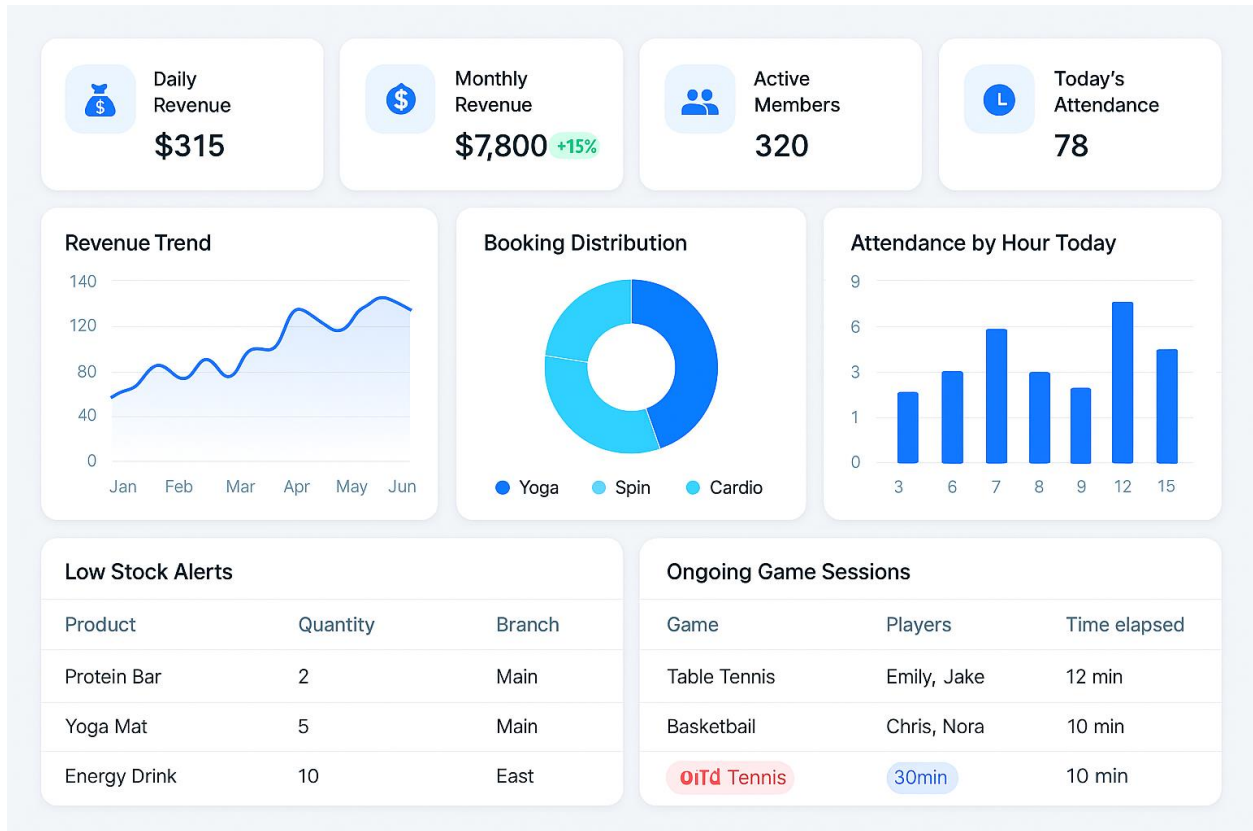 Daily
Revenue
$315
Monthly
Revenue
$7,800 +15%
Active
Members
320
Today's
Attendance
78
Revenue Trend
140
120
80
40
0
Jan Feb Mar Apr May Jun
Booking Distribution
Yoga Spin Cardio
Attendance by Hour Today
9
6
3
1
0
3 6 7 8 9 12 15
Low Stock Alerts
Product Quantity Branch
Protein Bar 2 Main
Yoga Mat 5 Main
Energy Drink 10 East
Ongoing Game Sessions
Game Players Time elapsed
Table Tennis Emily, Jake 12 min
Basketbail Chris, Nora 10 min
Tennis 30min 10 min